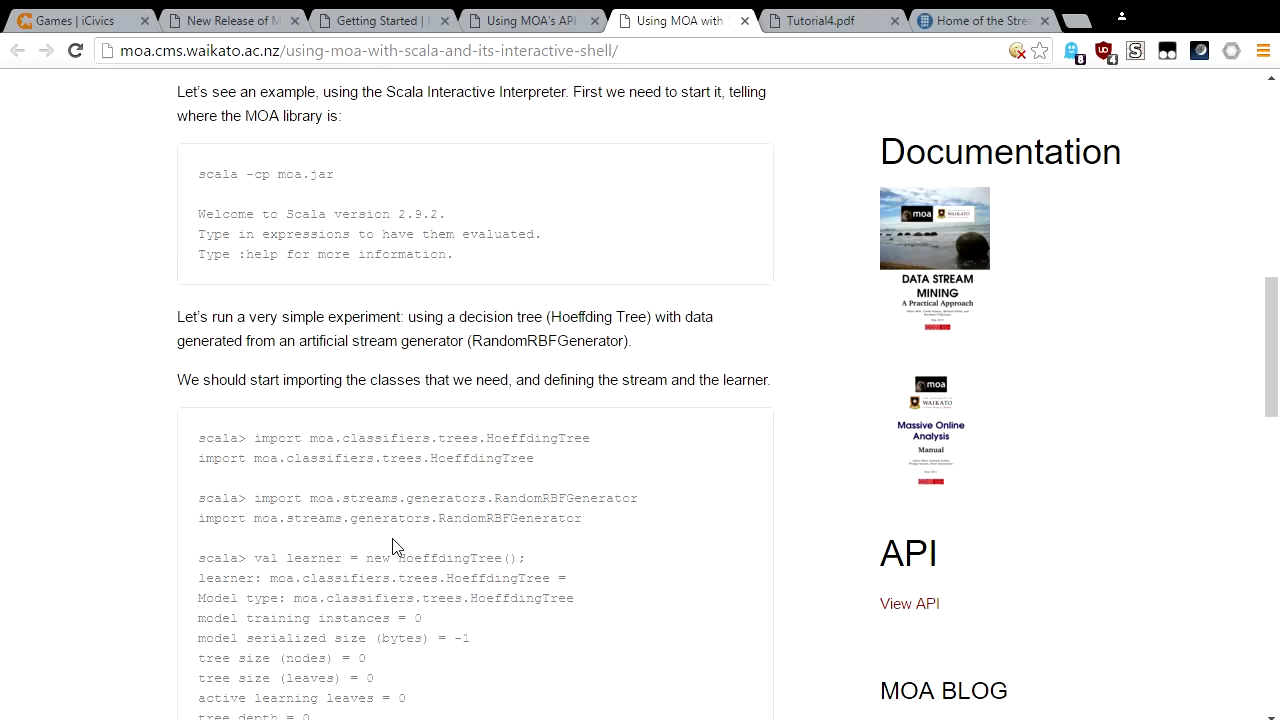 Games | iCivics
New Release of M
Getting Started |
Using MOA's API
Using MOA with S
Tutorial4.pdf
Home of the Stre
moa.cms.waikato.ac.nz/using-moa-with-scala-and-its-interactive-shell/
8
4
Let's see an example, using the Scala Interactive Interpreter. First we need to start it, telling
where the MOA library is:
scala -cp moa.jar
Welcome to Scala version 2.9.2.
Type in expressions to have them evaluated.
Type :help for more information.
Let's run a very simple experiment: using a decision tree (Hoeffding Tree) with data
generated from an artificial stream generator (RandomRBFGenerator).
We should start importing the classes that we need, and defining the stream and the learner.
scala> import moa.classifiers.trees.HoeffdingTree
import moa.classifiers.trees.HoeffdingTree
scala> import moa.streams.generators.RandomRBFGenerator
import moa.streams.generators.RandomRBFGenerator
scala> val learner = new HoeffdingTree();
learner: moa.classifiers.trees.HoeffdingTree =
Model type: moa.classifiers.trees.HoeffdingTree
model training instances = 0
model serialized size (bytes) = -1
tree size (nodes) = 0
tree size (leaves) = 0
active learning leaves = 0
tree depth = 0
Documentation
moa
WAIKATO
DATA STREAM
MINING
A Practical Approach
moa
WAIKATO
Massive Online
Analysis
Manual
API
View API
MOA BLOG